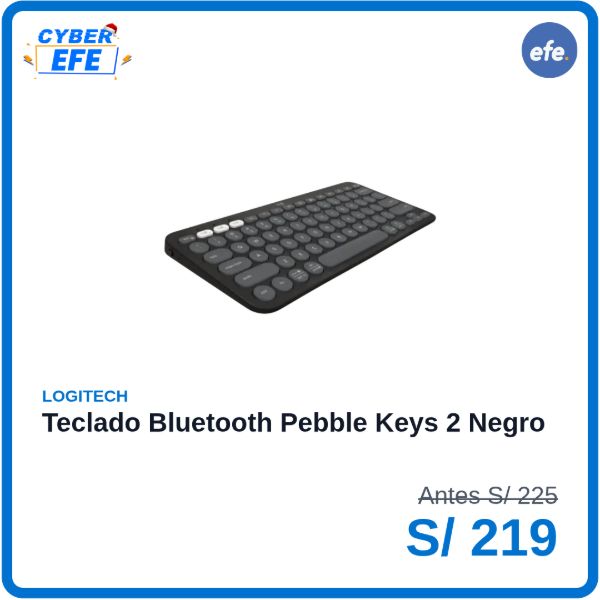 CYBER
EFE
efe.
LOGITECH
Teclado Bluetooth Pebble Keys 2 Negro
Antes S/ 225
S/ 219